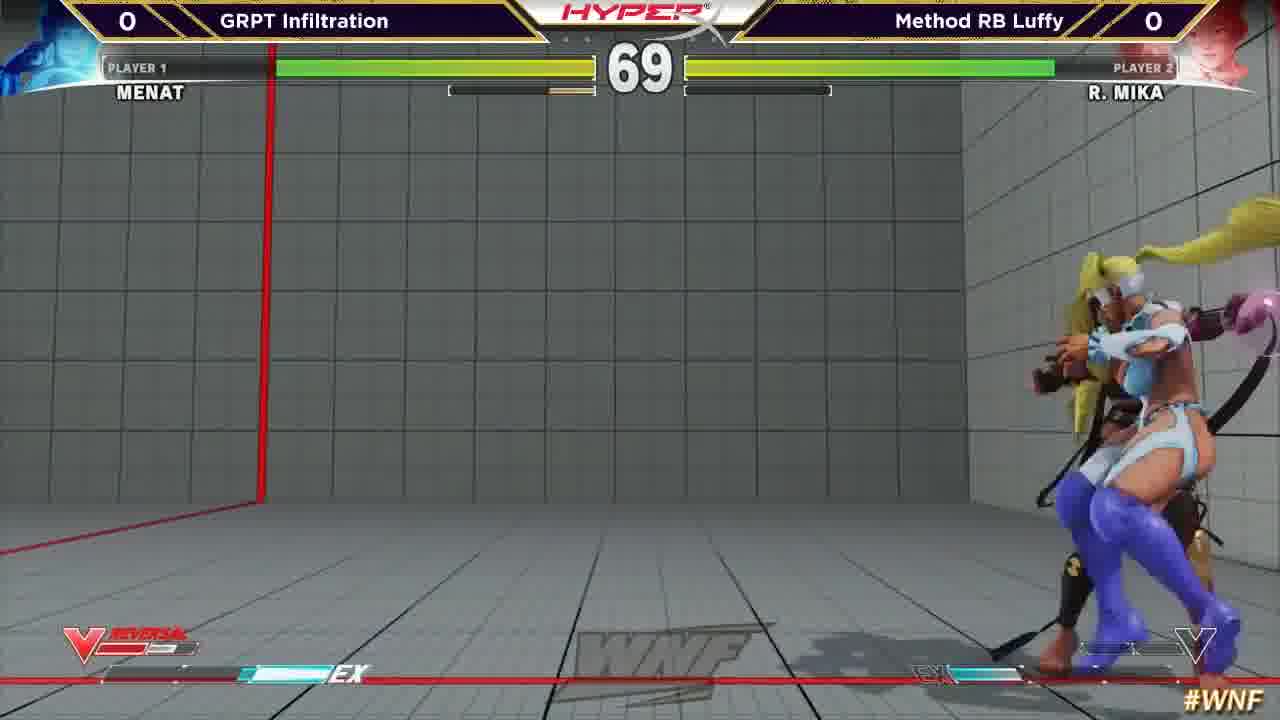 0 GRPT Infiltration HYPERX Method RB Luffy 0
PLAYER 1 69 PLAYER 2
MENAT R. MIKA
V REVERSAL V
EX EX
WNF
#WNF